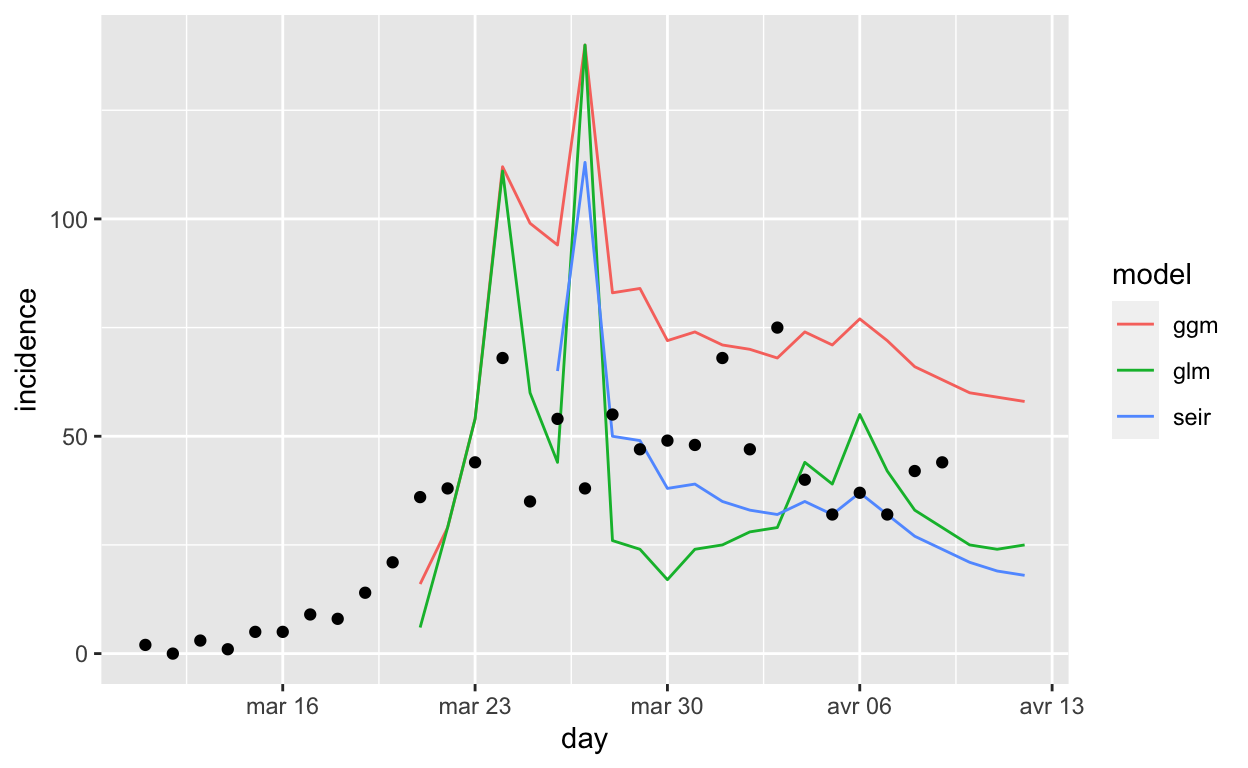 100
50
0
incidence
mar 16
mar 23
mar 30
avr 06
avr 13
day
model
ggm
glm
seir